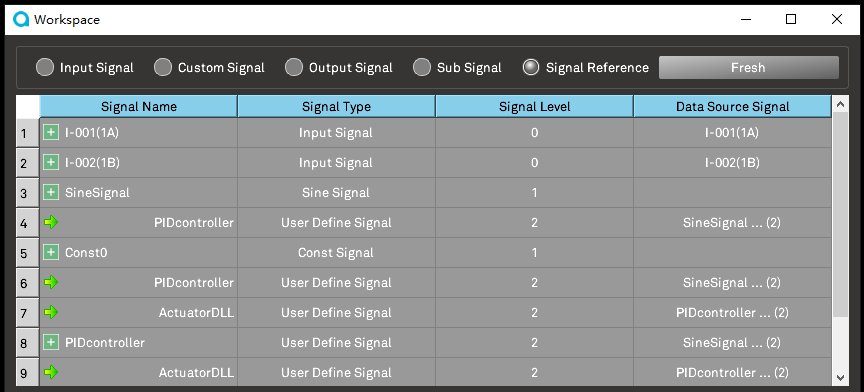 Workspace
Input Signal Custom Signal Output Signal Sub Signal Signal Reference Fresh
Signal Name Signal Type Signal Level Data Source Signal
1 I-001(1A) Input Signal 0 I-001(1A)
2 I-002(1B) Input Signal 0 I-002(1B)
3 SineSignal Sine Signal 1
4 PIDcontroller User Define Signal 2 SineSignal ... (2)
5 Const0 Const Signal 1
6 PIDcontroller User Define Signal 2 SineSignal ... (2)
7 ActuatorDLL User Define Signal 2 PIDcontroller ... (2)
8 PIDcontroller User Define Signal 2 SineSignal ... (2)
9 ActuatorDLL User Define Signal 2 PIDcontroller ... (2)